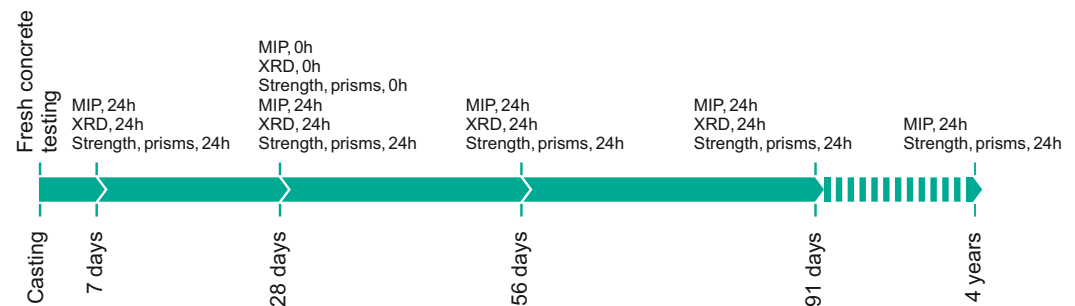 Fresh concrete
testing
MIP, 24h
XRD, 24h
Strength, prisms, 24h
MIP, 0h
XRD, 0h
Strength, prisms, 0h
MIP, 24h
XRD, 24h
Strength, prisms, 24h
MIP, 24h
XRD, 24h
Strength, prisms, 24h
MIP, 24h
XRD, 24h
Strength, prisms, 24h
MIP, 24h
Strength, prisms, 24h
Casting
7 days
28 days
56 days
91 days
4 years